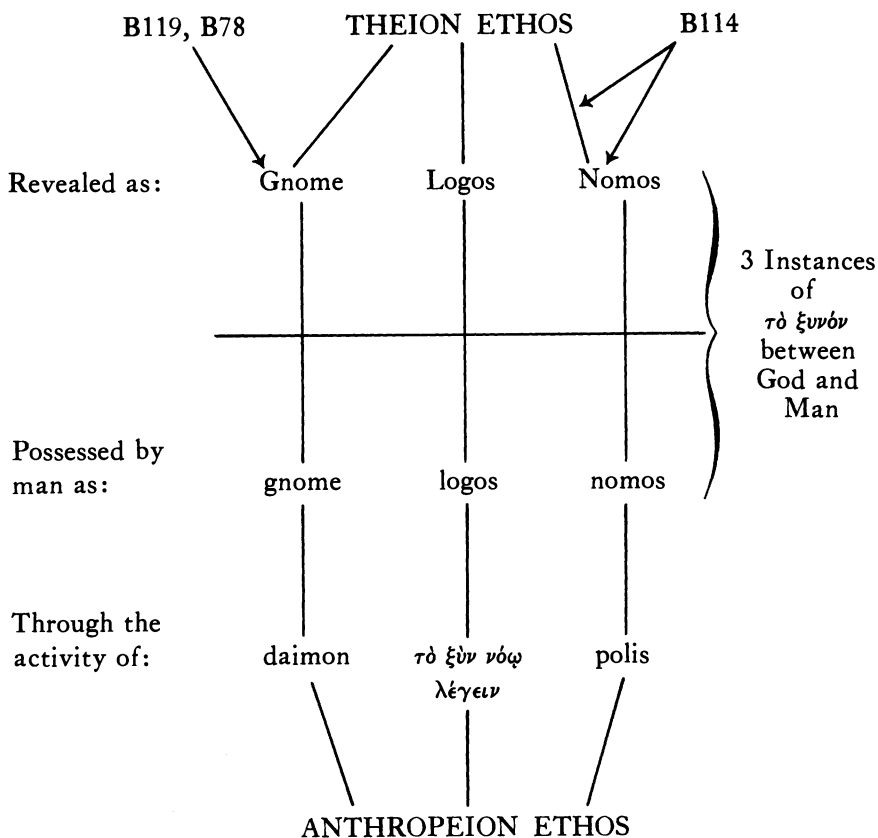 B119, B78 THEION ETHOS B114
Revealed as: Gnome Logos Nomos
3 Instances
of
τὸ ξυνόν
between
God and
Man
Possessed by
man as: gnome logos nomos
Through the
activity of: daimon τὸ ξὺν νόῳ polis
λέγειν
ANTHROPEION ETHOS